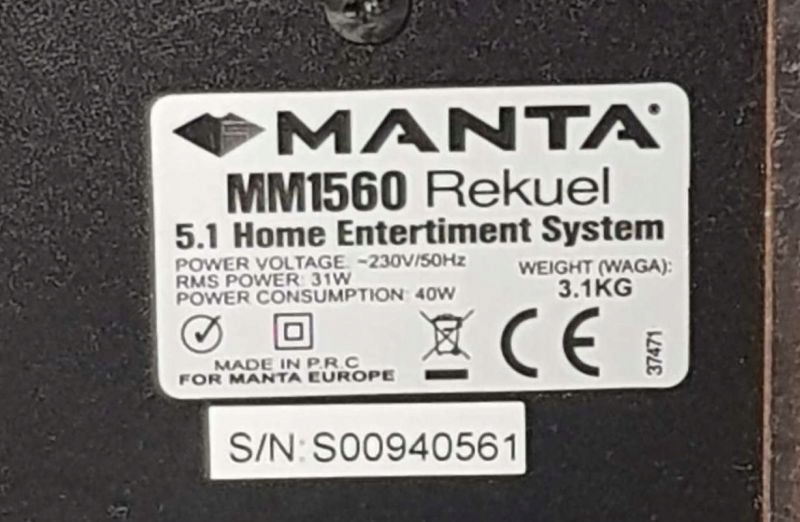 MANTA
MM1560 Rekuel
5.1 Home Entertiment System
POWER VOLTAGE: ~230V/50Hz
RMS POWER: 31W
POWER CONSUMPTION: 40W
WEIGHT (WAGA):
3.1KG
MADE IN P.R.C
FOR MANTA EUROPE
CE
37471
S/N: S00940561